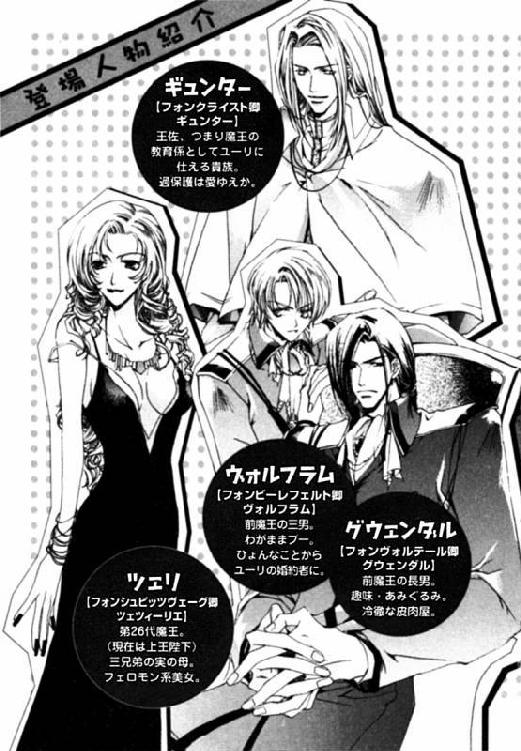 登場人物紹介
ギュンター
【フォンクライスト卿
ギュンター】
王佐、つまり魔王の
教育係としてユーリに
仕える貴族。
過保護は愛ゆえか。
ウォルフラム
【フォンビーレフェルト卿
ヴォルフラム】
前魔王の三男。
わがままプー。
ひょんなことから
ユーリの婚約者に。
グウェンダル
【フォンヴォルテール卿
グウェンダル】
前魔王の長男。
趣味・あみぐるみ。
冷徹な皮肉屋。
ツェリ
【フォンシュピッツヴェーグ卿
ツェツィーリエ】
第26代魔王。
(現在は上王陛下)
三兄弟の実の母。
フェロモン系美女。